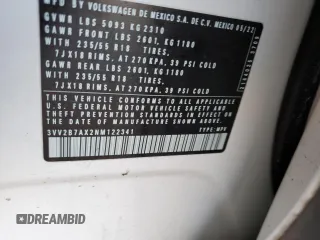 BY VOLKSWAGEN DE MEXICO S.A. DE C.V. MEXICO 05/22
GVWR LBS 5093 KG 2310
GAWR FRONT LBS 2601, KG 1180
WITH 235/55 R18 TIRES,
7JX18 RIMS, AT 270 KPA, 39 PSI COLD
GAWR REAR LBS 2601, KG 1180
WITH 235/55 R18 TIRES,
7JX18 RIMS, AT 270 KPA, 39 PSI COLD
THIS VEHICLE CONFORMS TO ALL APPLICABLE
U.S. FEDERAL MOTOR VEHICLE SAFETY AND
THEFT PREVENTION STANDARDS IN EFFECT ON
THE DATE OF MANUFACTURE SHOWN ABOVE.
3VV2B7AX2NM122341 TYPE: MPV
DREAMBID